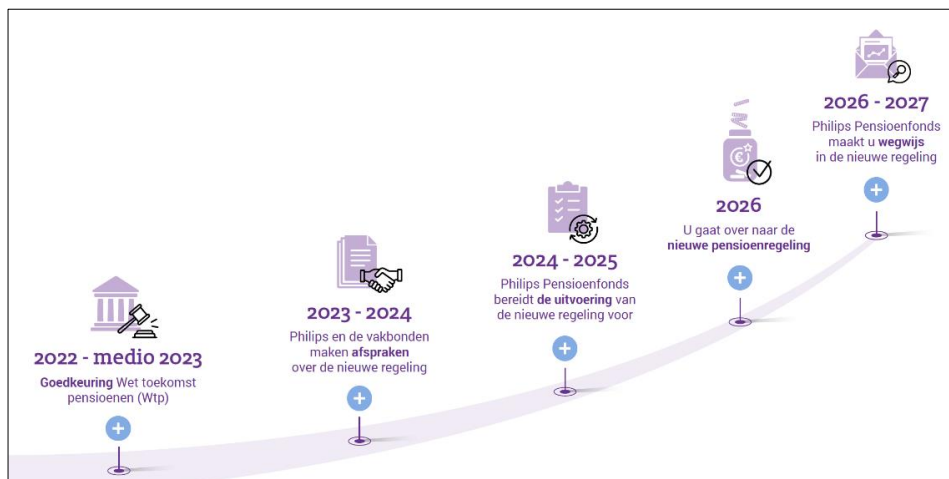 2022 - medio 2023
Goedkeuring Wet toekomst
pensioenen (Wtp)
2023 - 2024
Philips en de vakbonden
maken afspraken
over de nieuwe regeling
2024 - 2025
Philips Pensioenfonds
bereidt de uitvoering van
de nieuwe regeling voor
2026
U gaat over naar de
nieuwe pensioenregeling
2026 - 2027
Philips Pensioenfonds
maakt u wegwijs
in de nieuwe regeling